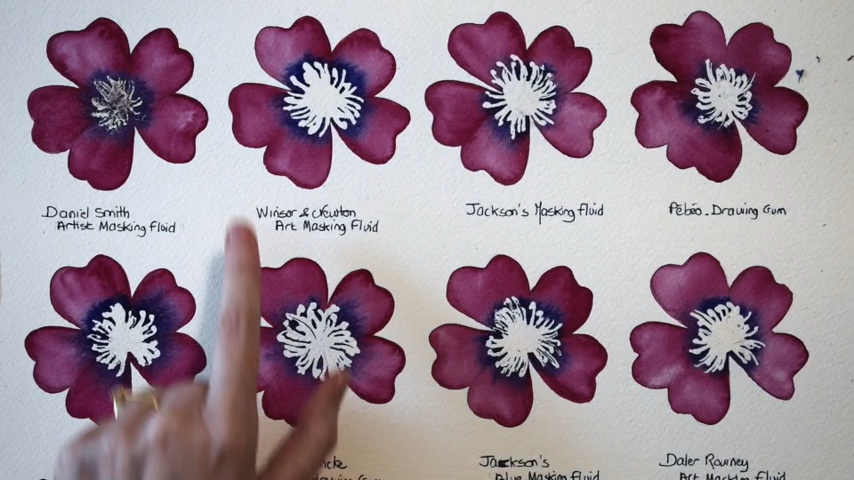 Daniel Smith
Artist Masking Fluid
Winsor & Newton
Art Masking Fluid
Jackson's Masking Fluid
Pébéo. Drawing Gum
Jackson's
Blue Masking Fluid
Daler Rowney
Art Masking Fluid